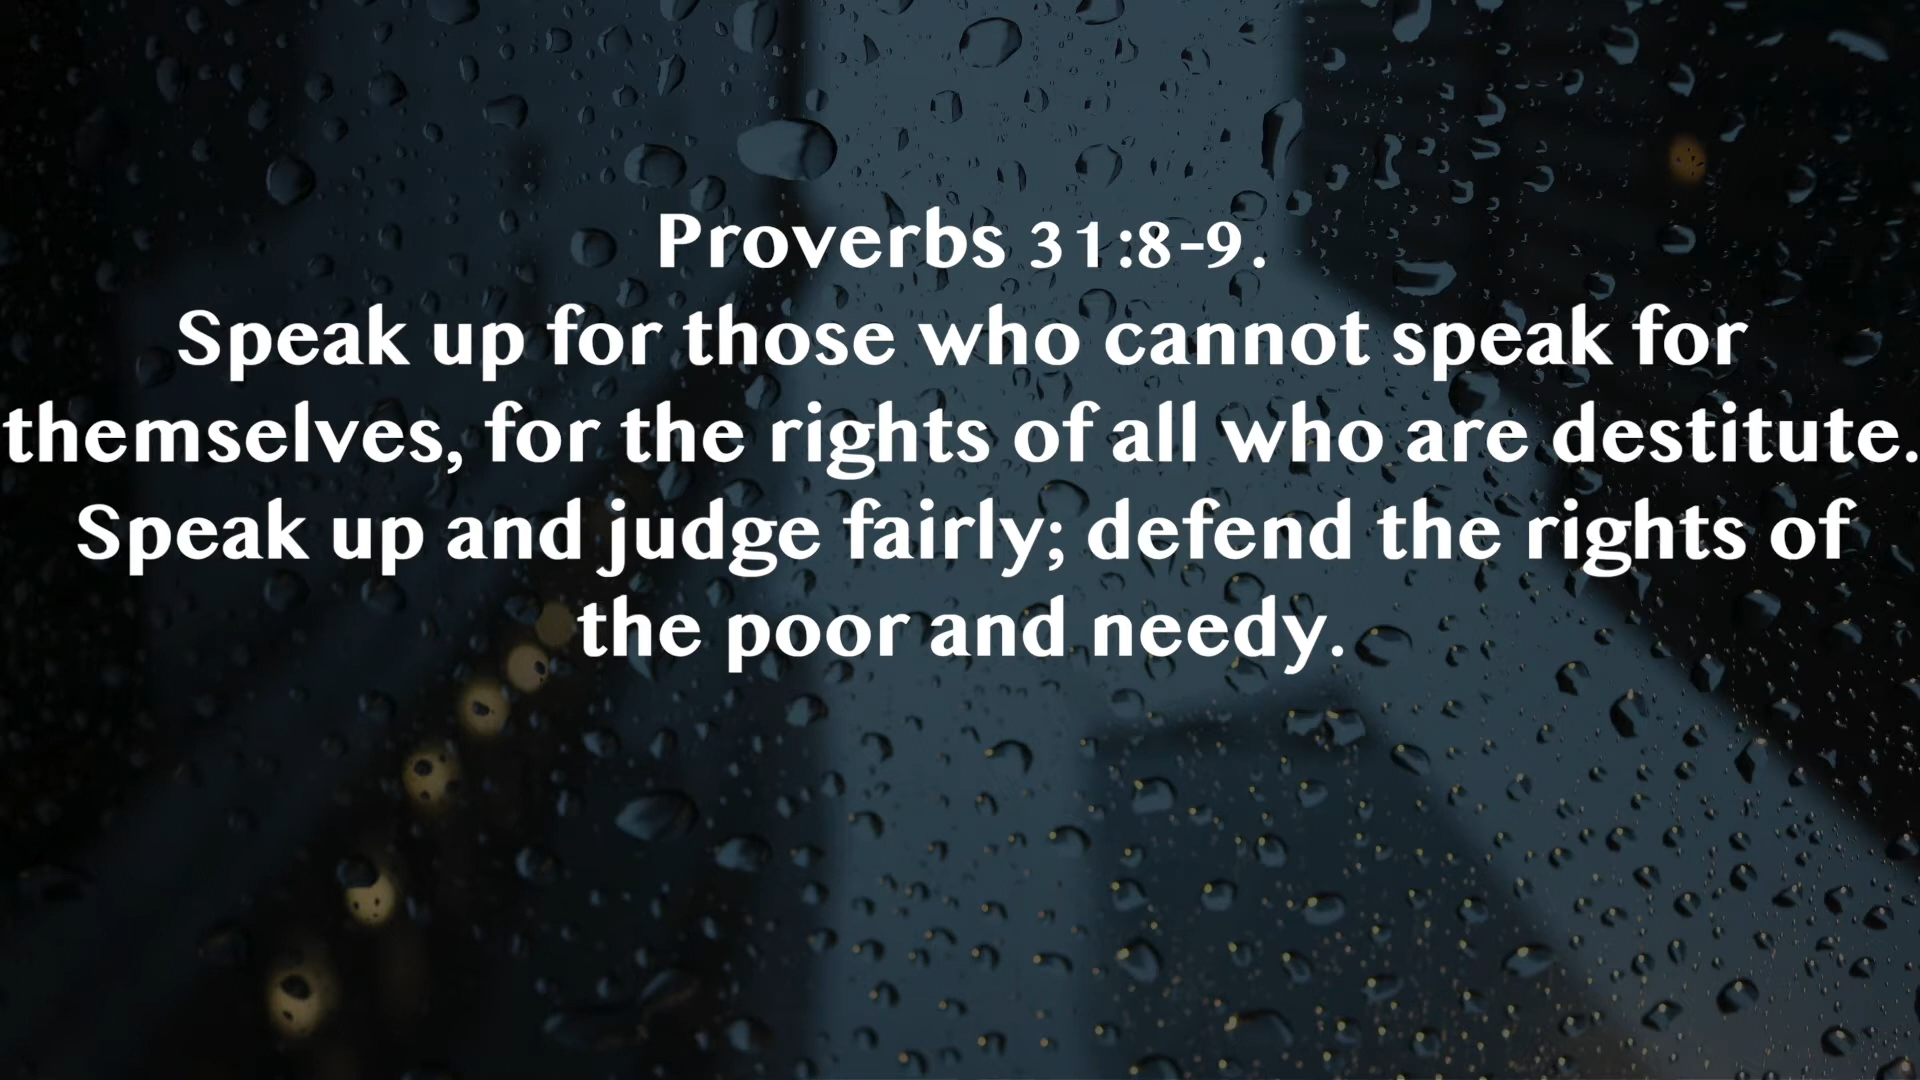 Proverbs 31:8-9.
Speak up for those who cannot speak for
themselves, for the rights of all who are destitute.
Speak up and judge fairly; defend the rights of
the poor and needy.